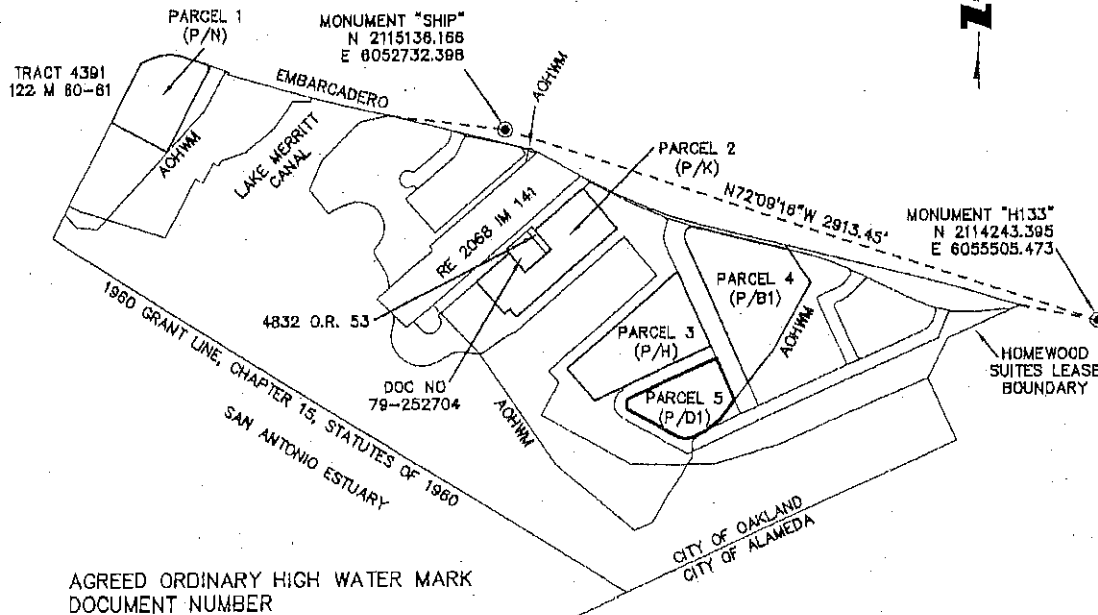 PARCEL 1
(P/N)
MONUMENT "SHIP"
N 2115136.166
E 6052732.398
Z
TRACT 4391
122 M 60-61
EMBARCADERO
AOHWM
AOHWM
LAKE MERRITT
CANAL
PARCEL 2
(P/K)
RE 2068 IM 141
N72°09'16"W 2913.45'
MONUMENT "H133"
N 2114243.395
E 6055505.473
PARCEL 4
(P/B1)
4832 O.R. 53
PARCEL 3
(P/H)
AOHWM
HOMEWOOD
SUITES LEASE
BOUNDARY
1960 GRANT LINE, CHAPTER 15, STATUTES OF 1960
DOC NO
79-252704
PARCEL 5
(P/D1)
AOHWM
SAN ANTONIO ESTUARY
CITY OF OAKLAND
CITY OF ALAMEDA
AGREED ORDINARY HIGH WATER MARK
DOCUMENT NUMBER